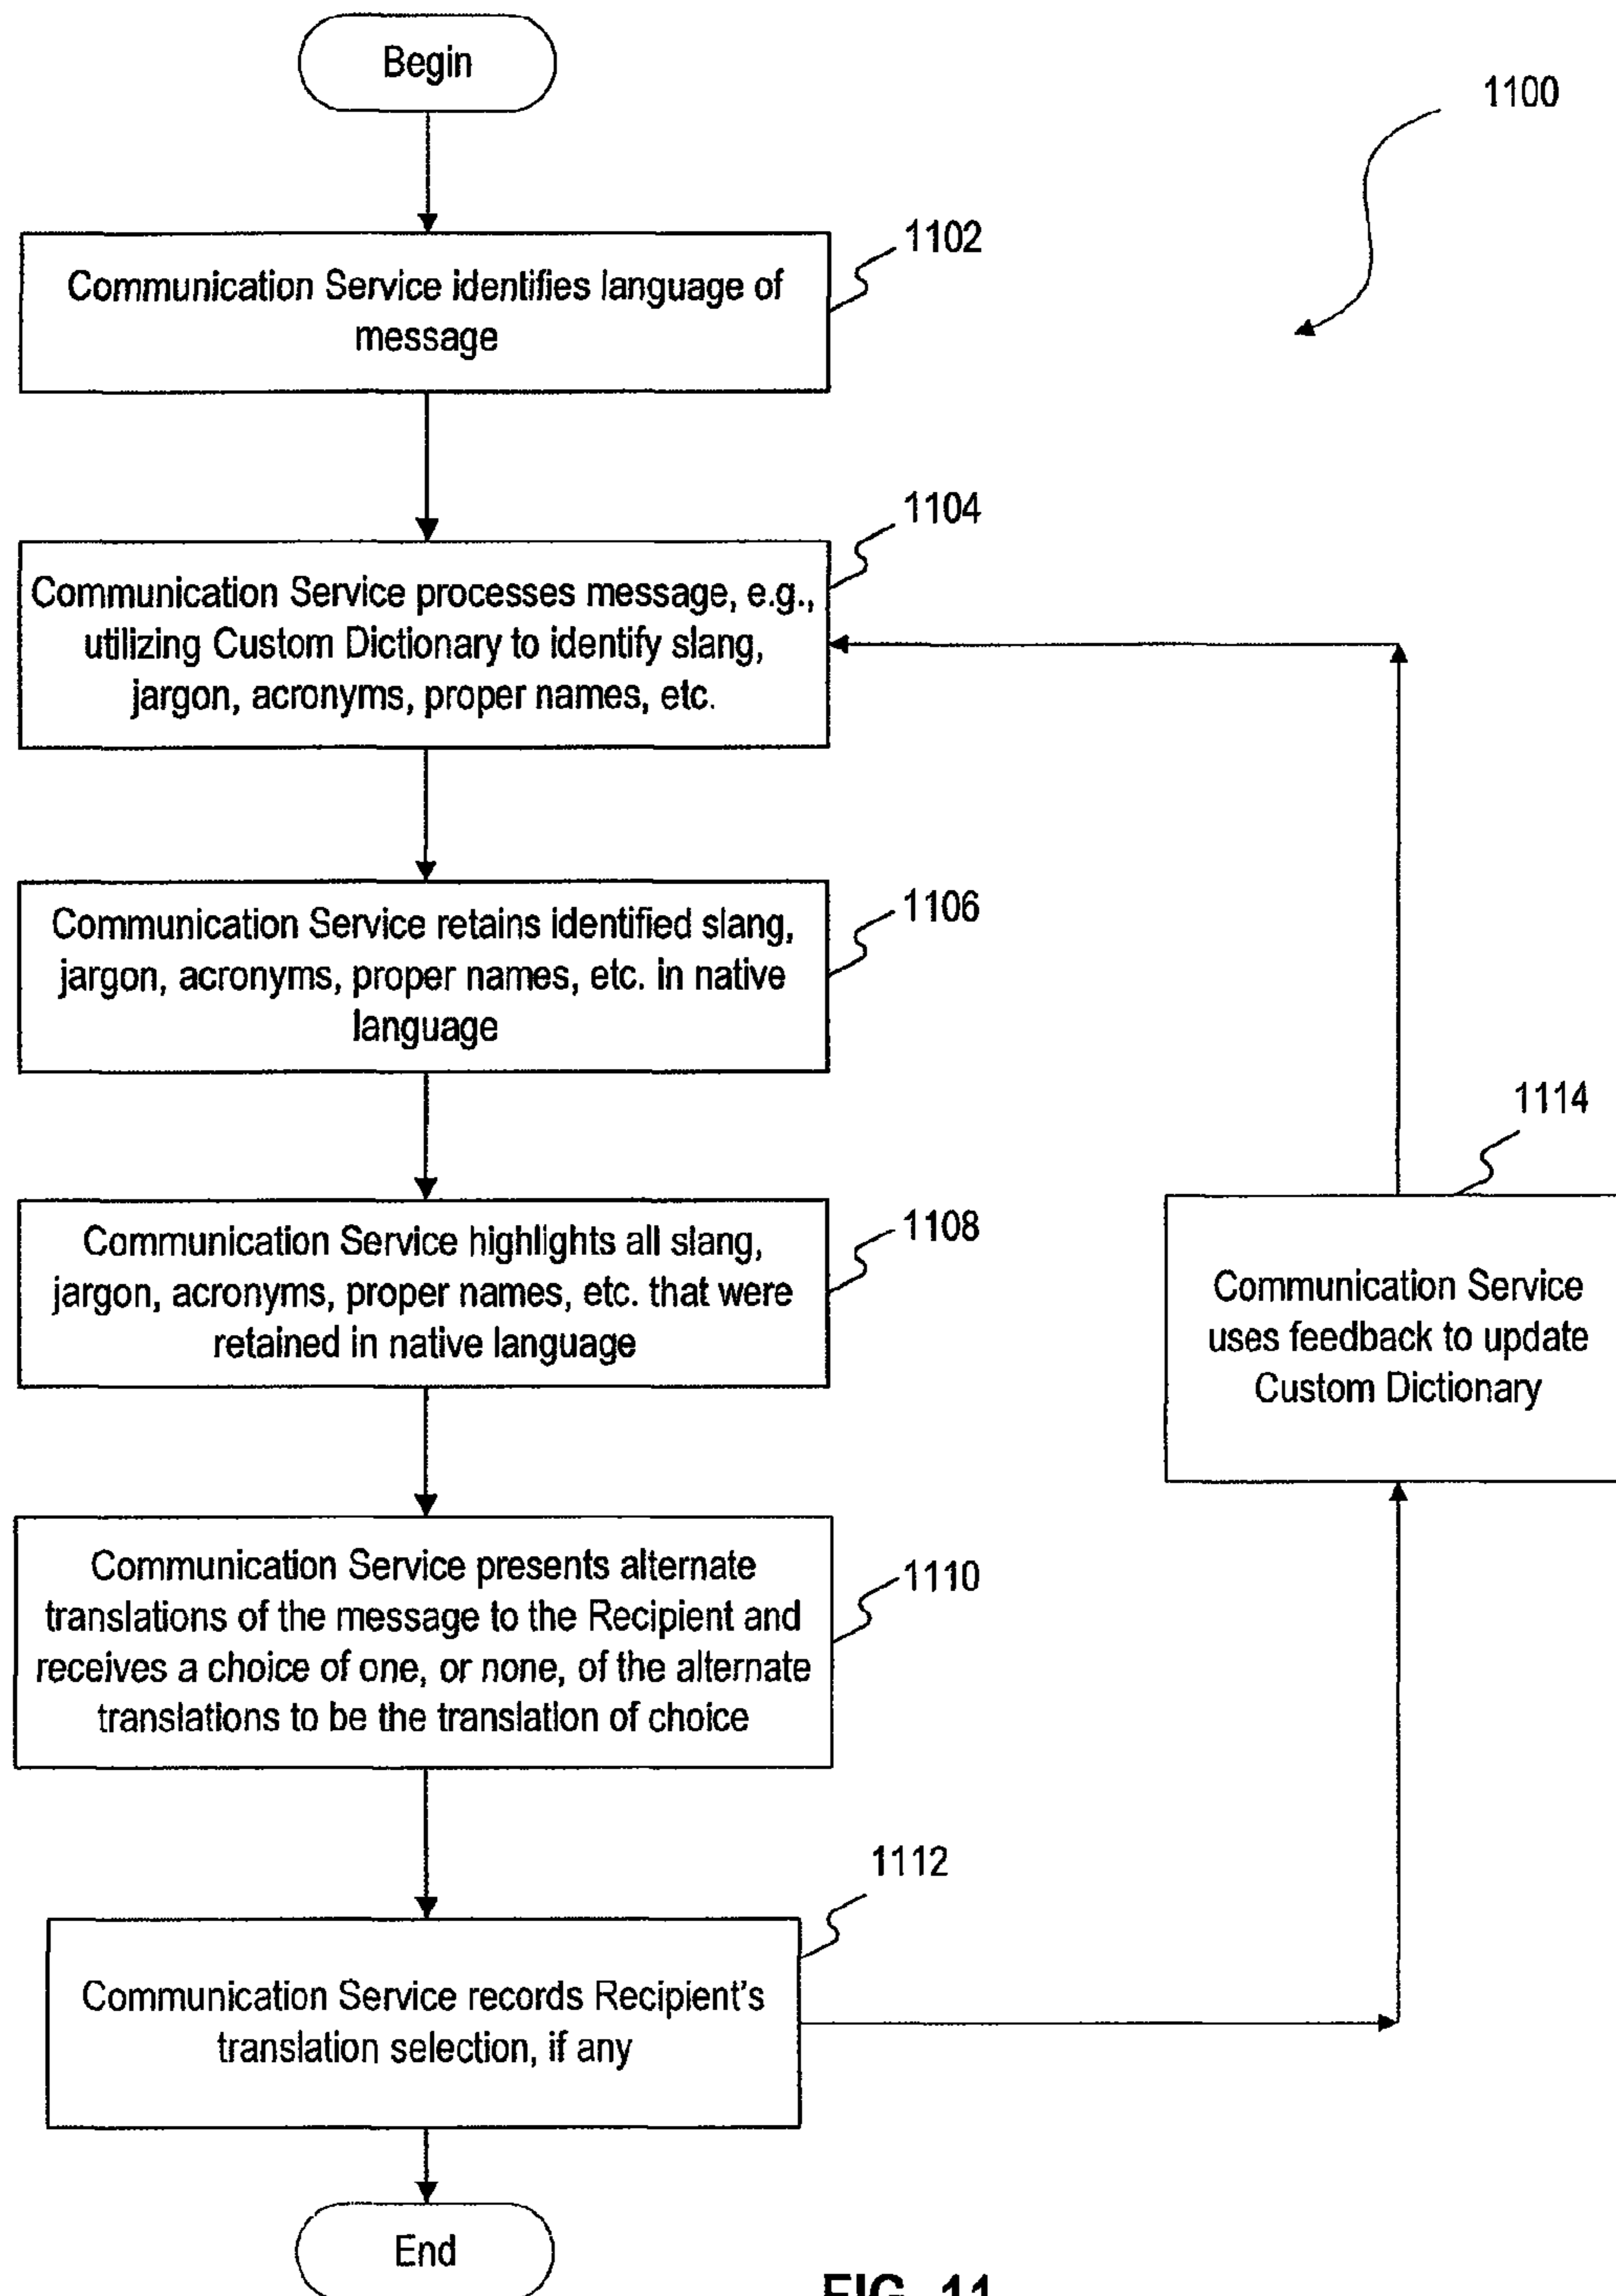 Begin
1100
1102
Communication Service identifies language of
message
1104
Communication Service processes message, e.g.,
utilizing Custom Dictionary to identify slang,
jargon, acronyms, proper names, etc.
1106
Communication Service retains identified slang,
jargon, acronyms, proper names, etc. in native
language
1108
Communication Service highlights all slang,
jargon, acronyms, proper names, etc. that were
retained in native language
1114
Communication Service
uses feedback to update
Custom Dictionary
1110
Communication Service presents alternate
translations of the message to the Recipient and
receives a choice of one, or none, of the alternate
translations to be the translation of choice
1112
Communication Service records Recipient's
translation selection, if any
End
FIG. 11